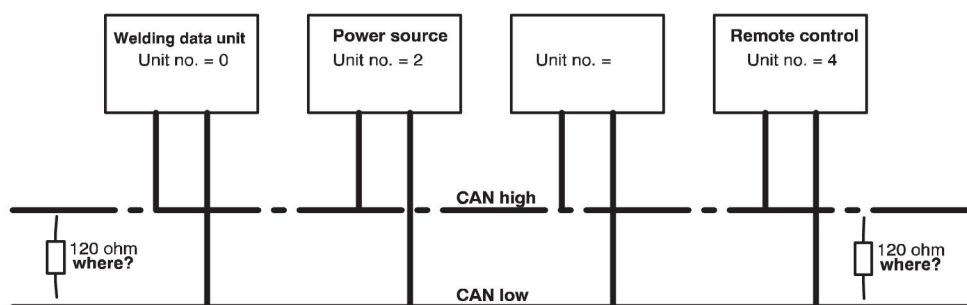 Welding data unit
Unit no. = 0
Power source
Unit no. = 2
Unit no. =
Remote control
Unit no. = 4
CAN high
120 ohm
where?
120 ohm
where?
CAN low